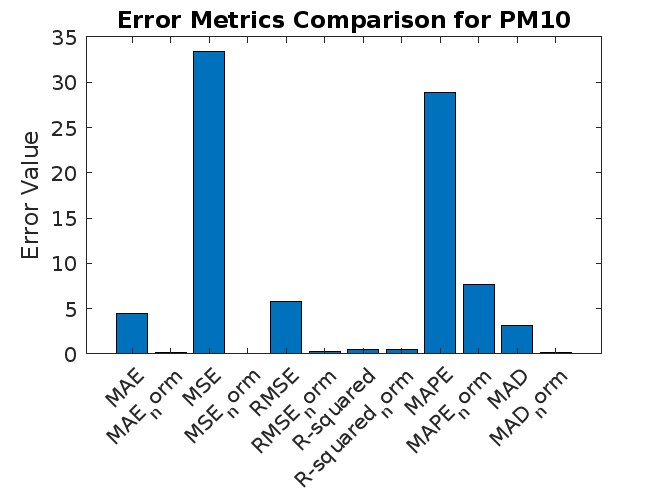 Error Metrics Comparison for PM10
Error Value
35
30
25
20
15
10
5
0
MAE
MAE_norm
MSE
MSE_norm
RMSE
RMSE_norm
R-squared
R-squared_norm
MAPE
MAPE_norm
MAD
MAD_norm